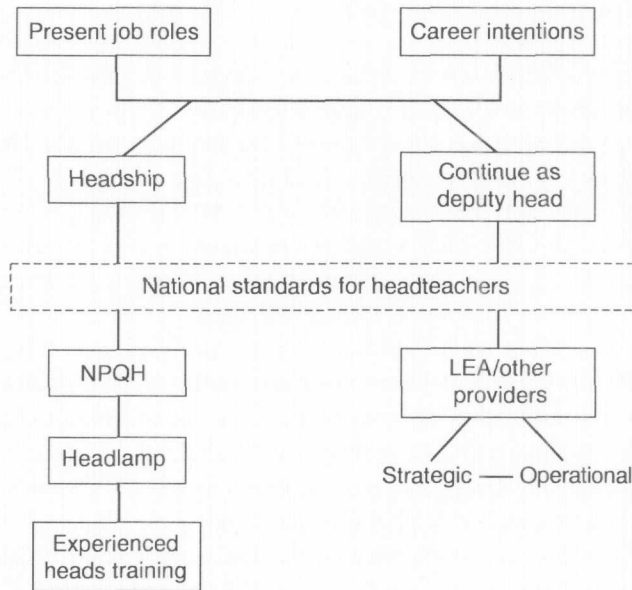 Present job roles
Career intentions
Headship
Continue as
deputy head
National standards for headteachers
NPQH
LEA/other
providers
Headlamp
Strategic — Operational
Experienced
heads training